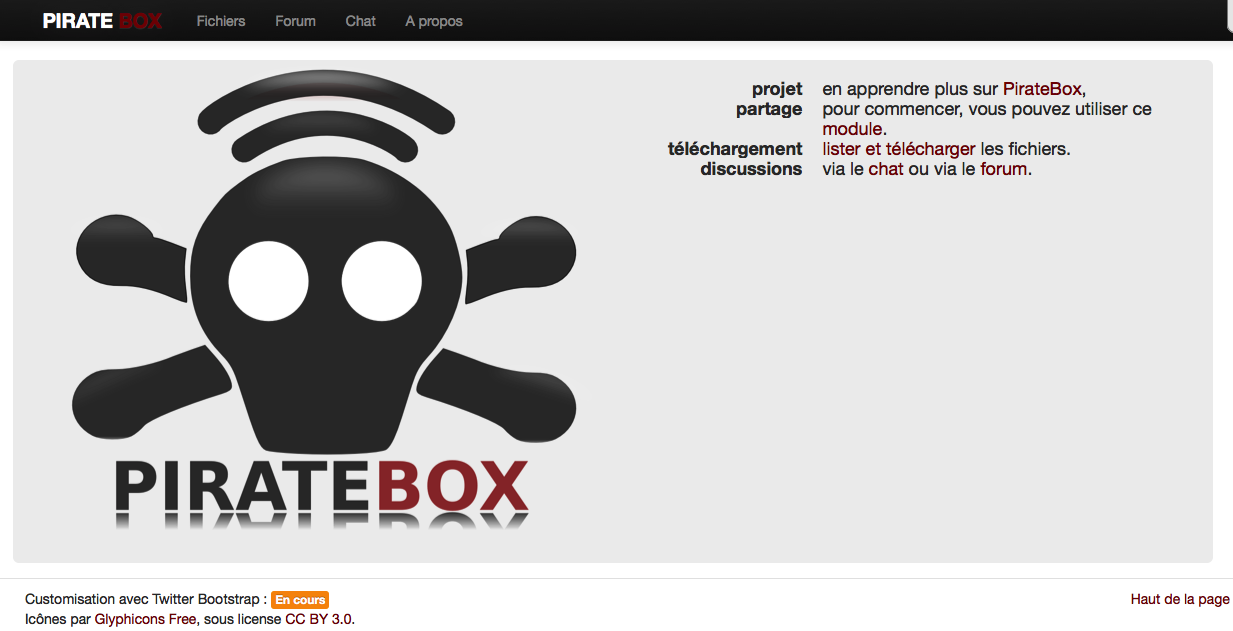 PIRATE BOX Fichiers Forum Chat A propos
projet en apprendre plus sur PirateBox,
partage pour commencer, vous pouvez utiliser ce
module.
téléchargement lister et télécharger les fichiers.
discussions via le chat ou via le forum.
PIRATEBOX
Customisation avec Twitter Bootstrap : En cours
Haut de la page
Icônes par Glyphicons Free, sous license CC BY 3.0.